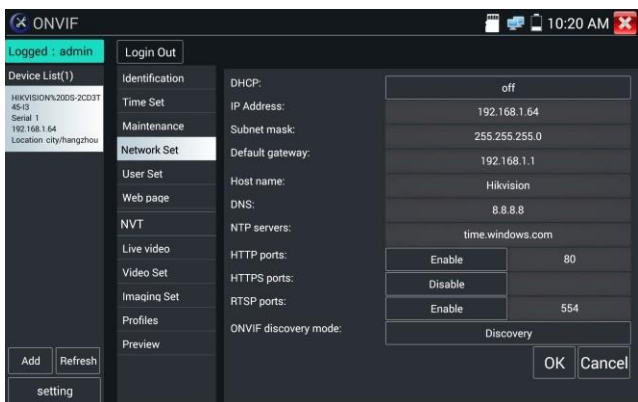 ONVIF
10:20 AM
Logged : admin
Login Out
Device List(1)
HIKVISION%20DS-2CD3T
45-I3
Serial 1
192.168.1.64
Location city/hangzhou
Identification
Time Set
Maintenance
Network Set
User Set
Web page
NVT
Live video
Video Set
Imaging Set
Profiles
Preview
DHCP: off
IP Address: 192.168.1.64
Subnet mask: 255.255.255.0
Default gateway: 192.168.1.1
Host name: Hikvision
DNS: 8.8.8.8
NTP servers: time.windows.com
HTTP ports: Enable 80
HTTPS ports: Disable
RTSP ports: Enable 554
ONVIF discovery mode: Discovery
Add Refresh
OK Cancel
setting